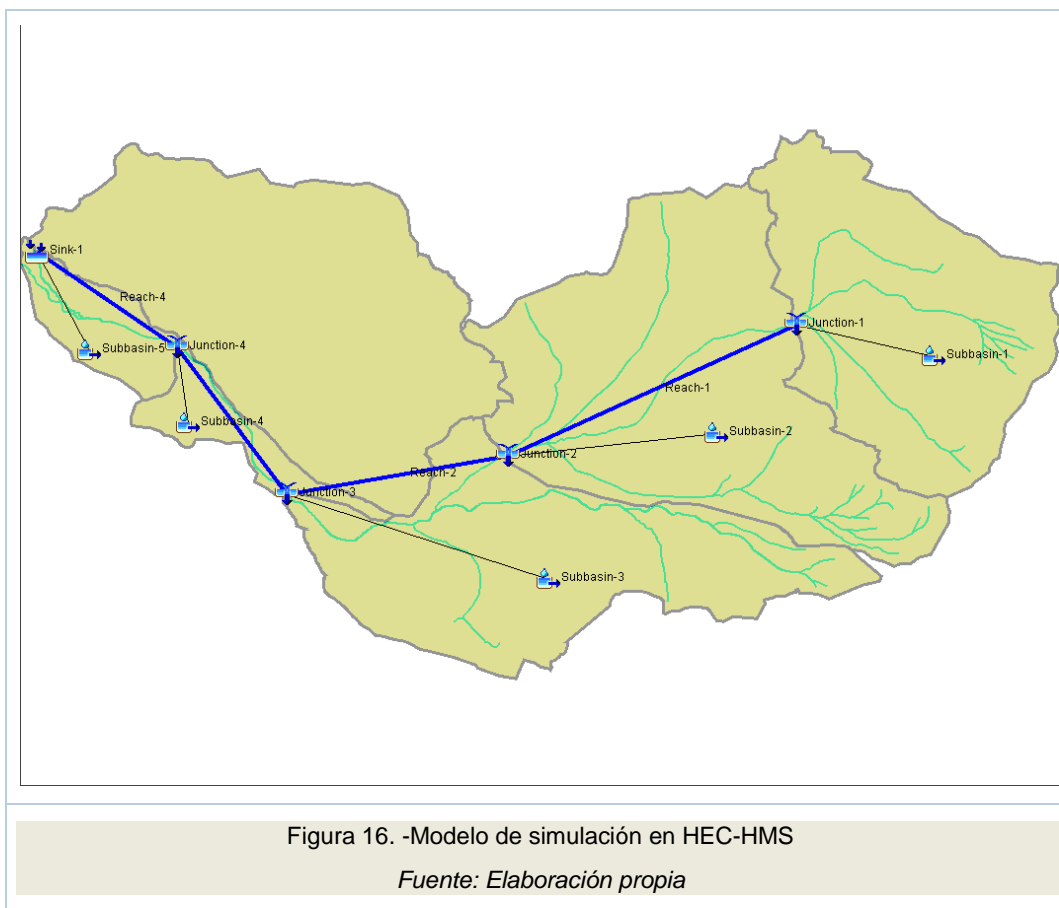 Sink-1
Reach-4
Junction-1
Junction-4
Subbasin-5
Subbasin-1
Reach-1
Subbasin-4
Subbasin-2
Junction-2
Reach-2
Junction-3
Subbasin-3
Figura 16. -Modelo de simulación en HEC-HMS
Fuente: Elaboración propia